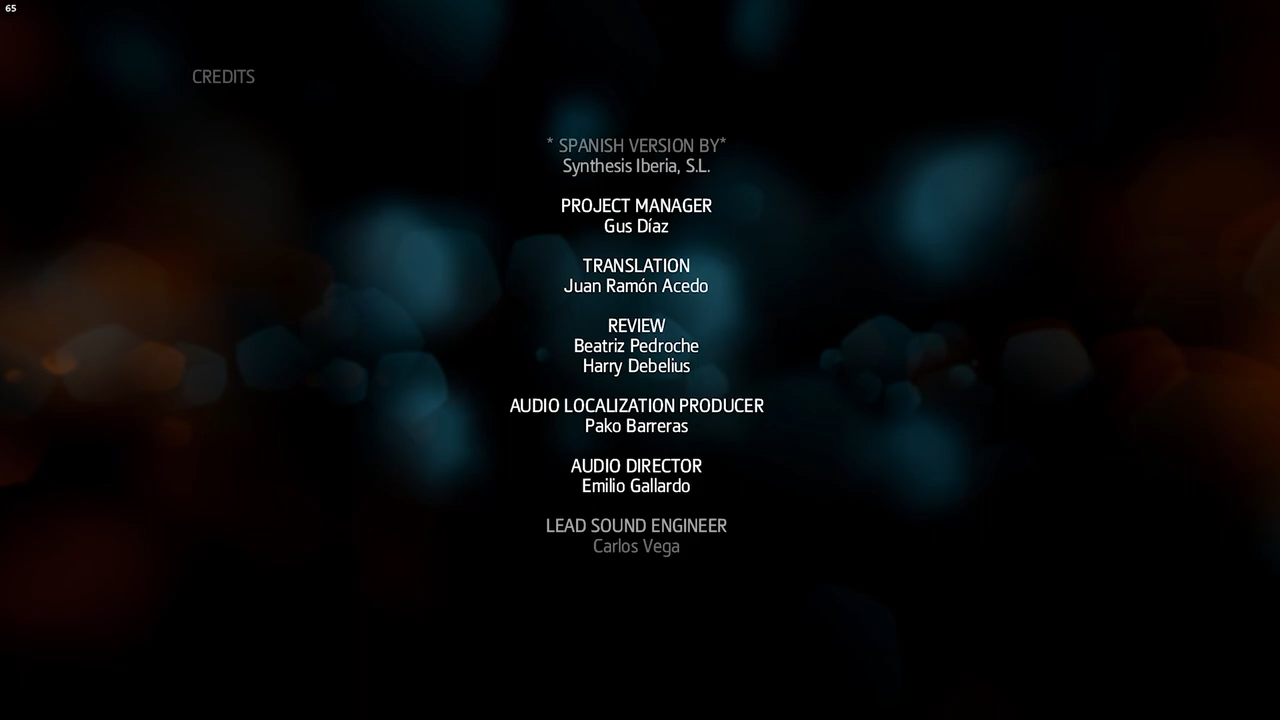 65
CREDITS
* SPANISH VERSION BY*
Synthesis Iberia, S.L.
PROJECT MANAGER
Gus Díaz
TRANSLATION
Juan Ramón Acedo
REVIEW
Beatriz Pedroche
Harry Debelius
AUDIO LOCALIZATION PRODUCER
Pako Barreras
AUDIO DIRECTOR
Emilio Gallardo
LEAD SOUND ENGINEER
Carlos Vega